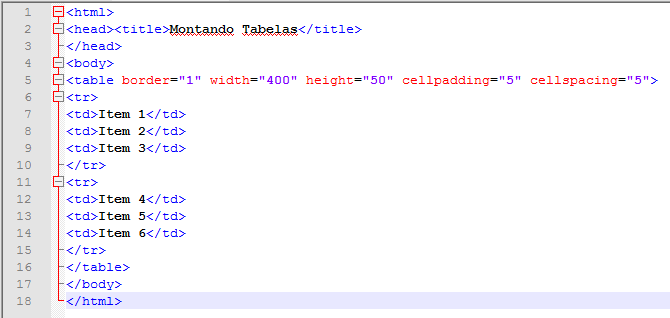 1 <html>
2 <head><title>Montando Tabelas</title>
3 </head>
4 <body>
5 <table border="1" width="400" height="50" cellpadding="5" cellspacing="5">
6 <tr>
7 <td>Item 1</td>
8 <td>Item 2</td>
9 <td>Item 3</td>
10 </tr>
11 <tr>
12 <td>Item 4</td>
13 <td>Item 5</td>
14 <td>Item 6</td>
15 </tr>
16 </table>
17 </body>
18 </html>